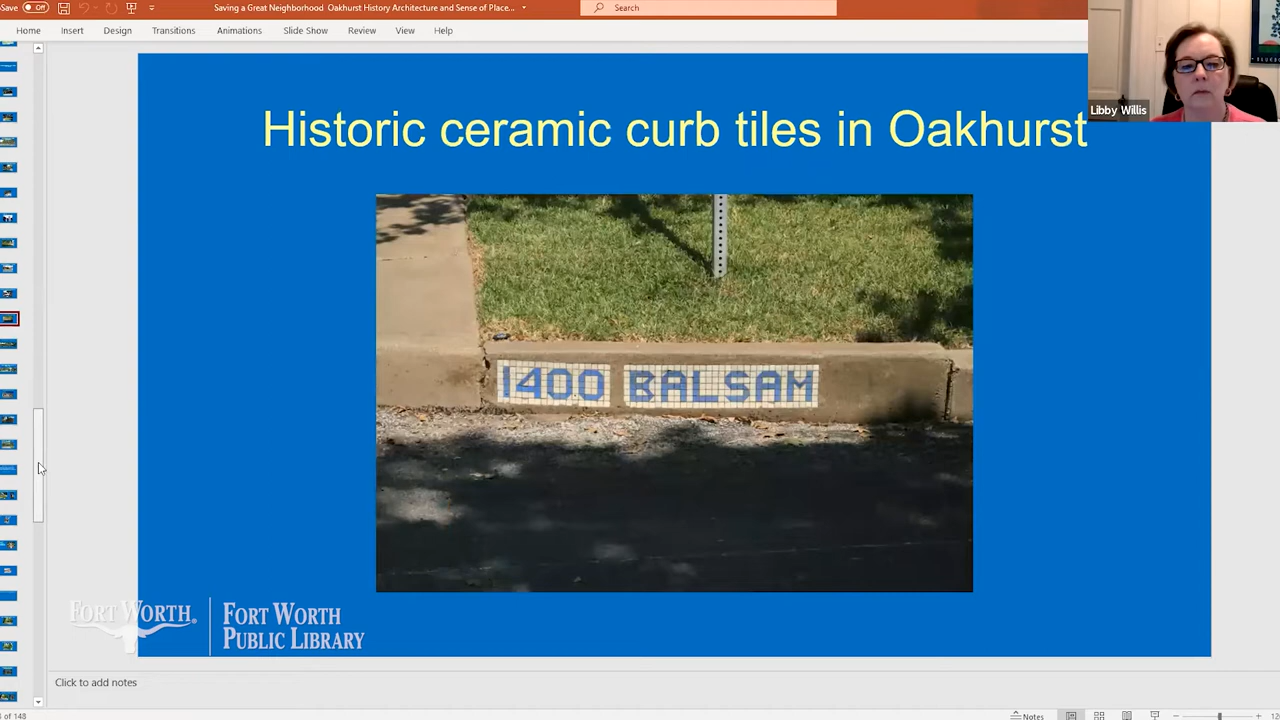 Save Off
Saving a Great Neighborhood Oakhurst History Architecture and Sense of Place...
Search
Home Insert Design Transitions Animations Slide Show Review View Help
Libby Willis
Historic ceramic curb tiles in Oakhurst
1400 BALSAM
FORT WORTH®
FORT WORTH
PUBLIC LIBRARY
Click to add notes
of 148
Notes